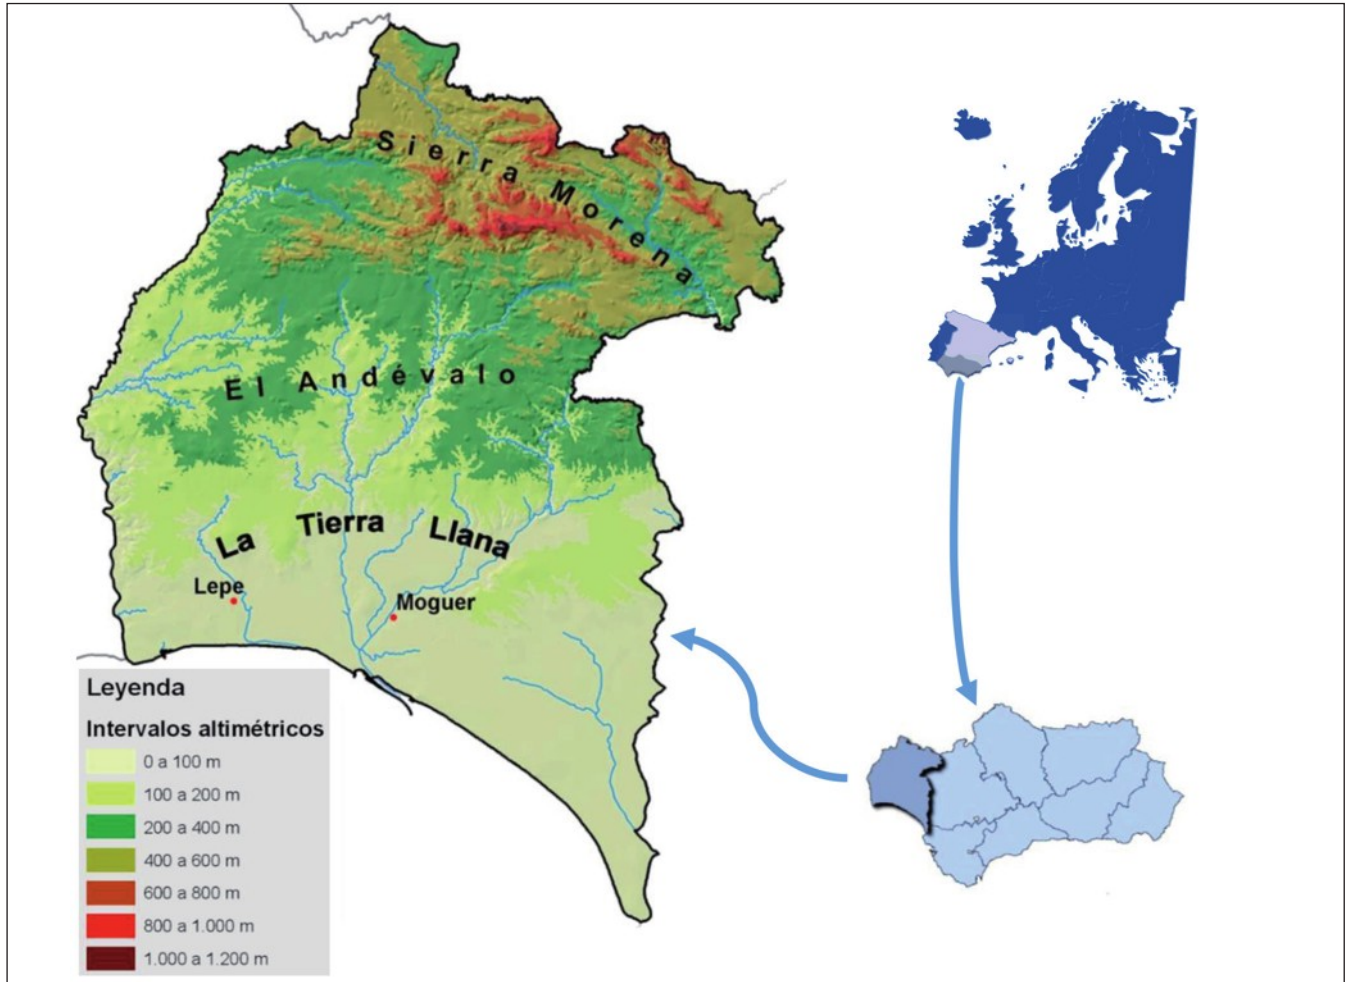 Sierra Morena
El Andévalo
La Tierra Llana
Lepe
Moguer
Leyenda
Intervalos altimétricos
0 a 100 m
100 a 200 m
200 a 400 m
400 a 600 m
600 a 800 m
800 a 1.000 m
1.000 a 1.200 m